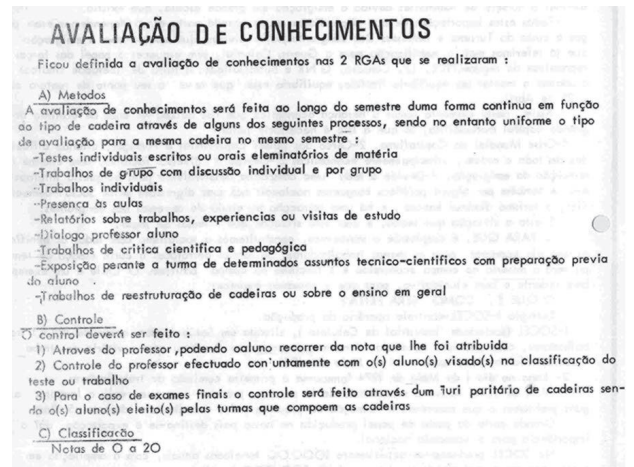 AVALIAÇÃO DE CONHECIMENTOS
Ficou definida a avaliação de conhecimentos nas 2 RGAs que se realizaram :
A) Metodos
A avaliação de conhecimentos será feita ao longo do semestre duma forma continua em função
do tipo de cadeira através de alguns dos seguintes processos, sendo no entanto uniforme o tipo
de avaliação para a mesma cadeira no mesmo semestre :
-Testes individuais escritos ou orais eleminatórios de matéria
-Trabalhos de grupo com discussão individual e por grupo
-Trabalhos individuais
-Presença às aulas
-Relatórios sobre trabalhos, experiencias ou visitas de estudo
-Dialogo professor aluno
-Trabalhos de critica cientifica e pedagógica
-Exposição perante a turma de determinados assuntos tecnico-cientificos com preparação previa
do aluno
-Trabalhos de reestruturação de cadeiras ou sobre o ensino em geral
B) Controle
O control deverá ser feito :
1) Atraves do professor ,podendo oaluno recorrer da nota que lhe foi atribuida
2) Controle do professor efectuado con'untamente com o(s) aluno(s) visado(s) na classificação do
teste ou trabalho
3) Para o caso de exames finais o controle será feito através dum Turi paritário de cadeiras sen-
do o(s) aluno(s) eleito(s) pelas turmas que compoem as cadeiras
C) Classificação
Notas de O a 2O